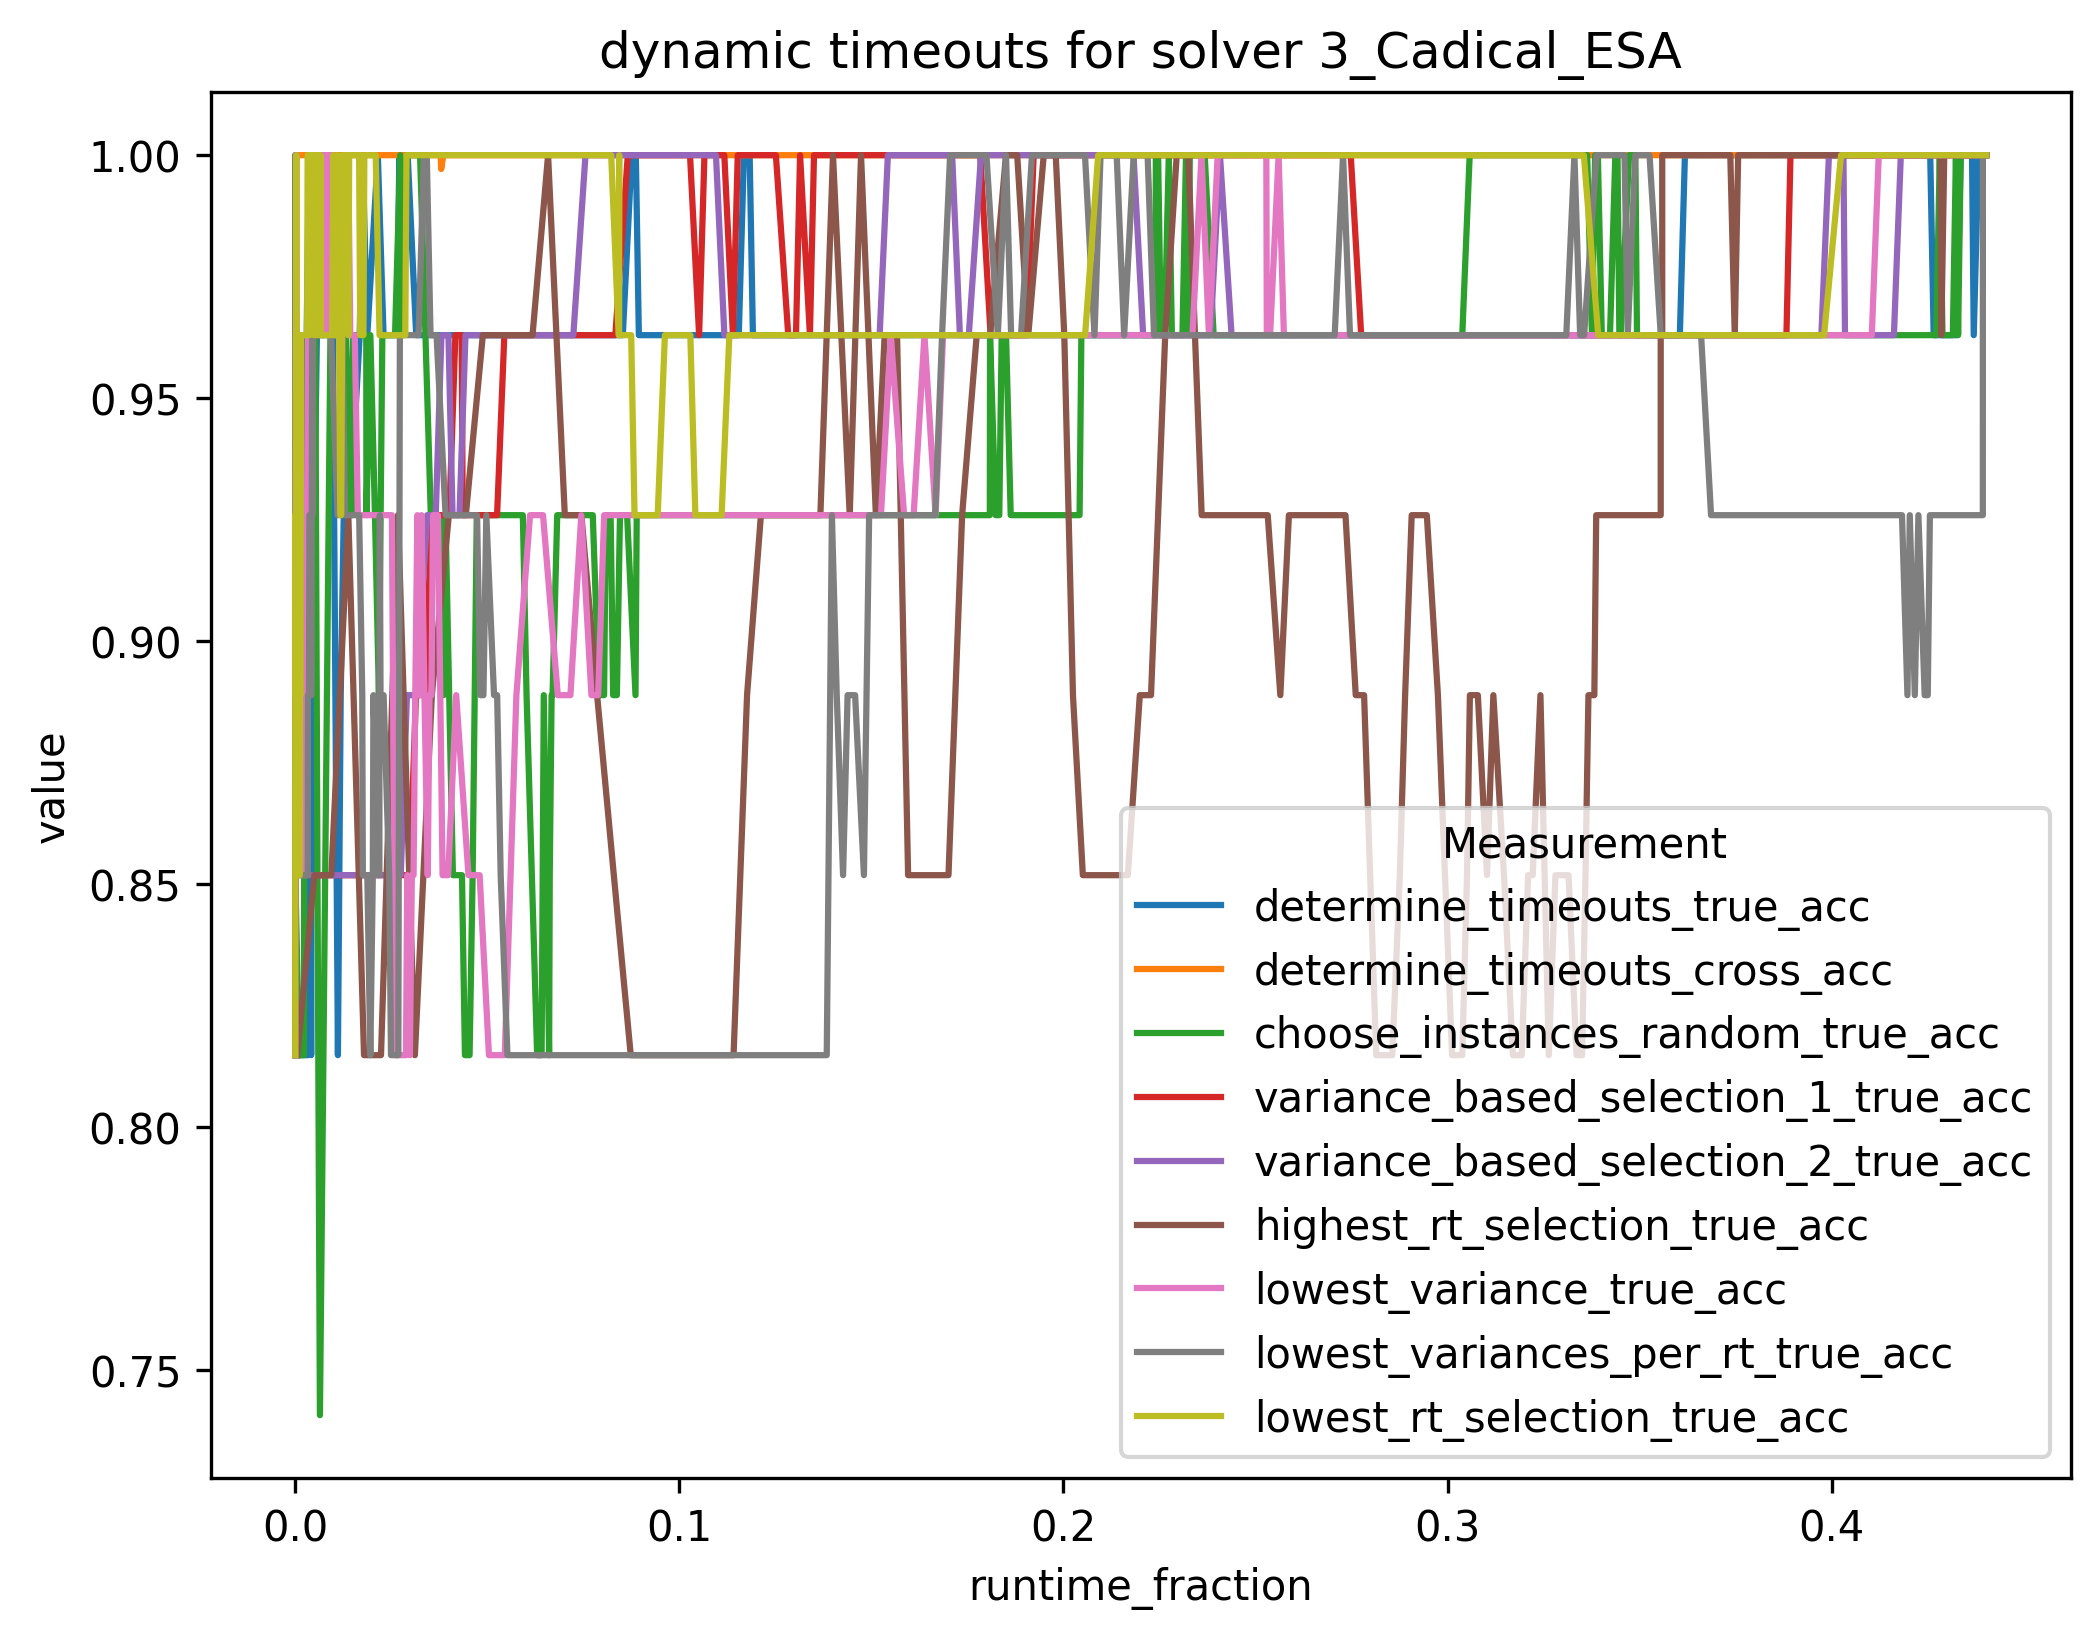 dynamic timeouts for solver 3_Cadical_ESA
1.00
0.95
0.90
0.85
0.80
0.75
value
0.0
0.1
0.2
0.3
0.4
runtime_fraction
Measurement
determine_timeouts_true_acc
determine_timeouts_cross_acc
choose_instances_random_true_acc
variance_based_selection_1_true_acc
variance_based_selection_2_true_acc
highest_rt_selection_true_acc
lowest_variance_true_acc
lowest_variances_per_rt_true_acc
lowest_rt_selection_true_acc